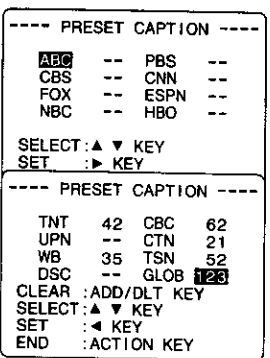 ---- PRESET CAPTION ----
ABC -- PBS --
CBS -- CNN --
FOX -- ESPN --
NBC -- HBO --
SELECT:▲ ▼ KEY
SET :▶ KEY
---- PRESET CAPTION ----
TNT 42 CBC 62
UPN -- CTN 21
WB 35 TSN 52
DSC -- GLOB 123
CLEAR :ADD/DLT KEY
SELECT:▲ ▼ KEY
SET :◀ KEY
END :ACTION KEY